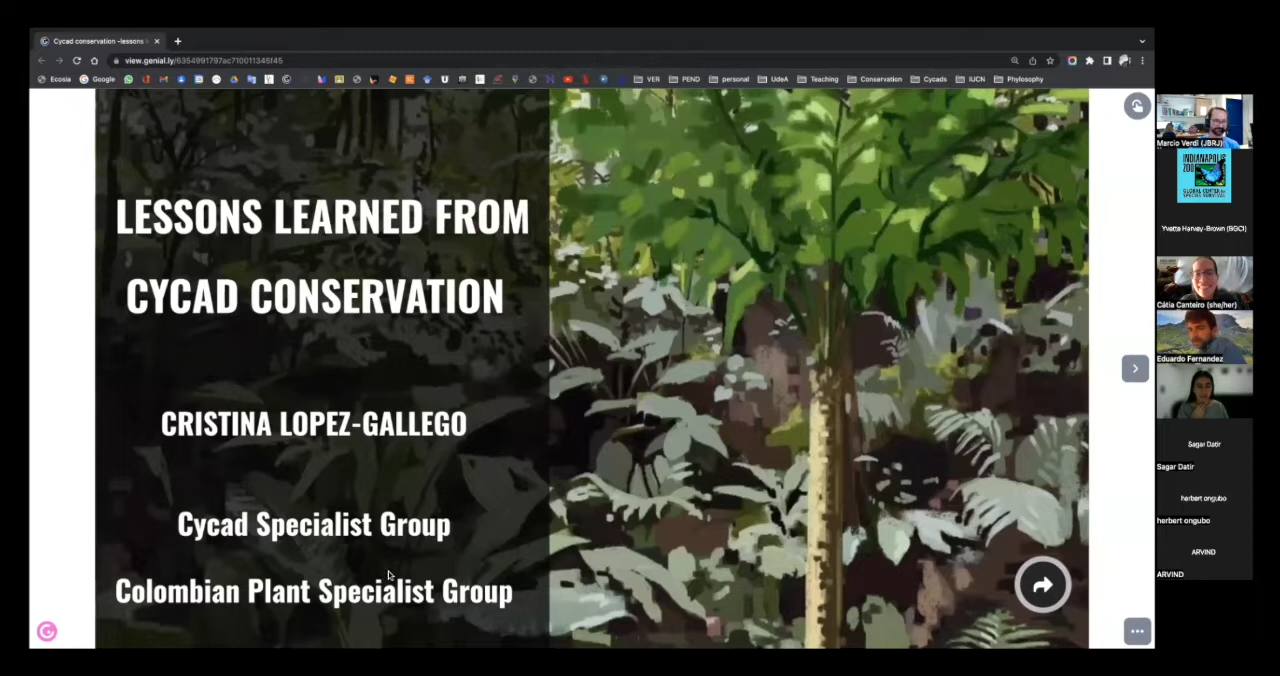 Cycad conservation -lessons l
view.genial.ly/6354991797ac710011345f45
Ecosia
Google
VER
PEND
personal
UdeA
Teaching
Conservation
Cycads
IUCN
Phylosophy
LESSONS LEARNED FROM
CYCAD CONSERVATION
CRISTINA LOPEZ-GALLEGO
Cycad Specialist Group
Colombian Plant Specialist Group
Marcio Verdi (JBRJ)
INDIANAPOLIS
ZOO
GLOBAL CENTER for
SPECIES SURVIVAL
Yvette Harvey-Brown (BGCI)
Cátia Canteiro (she/her)
Eduardo Fernandez
Sagar Datir
Sagar Datir
herbert ongubo
herbert ongubo
ARVIND
ARVIND